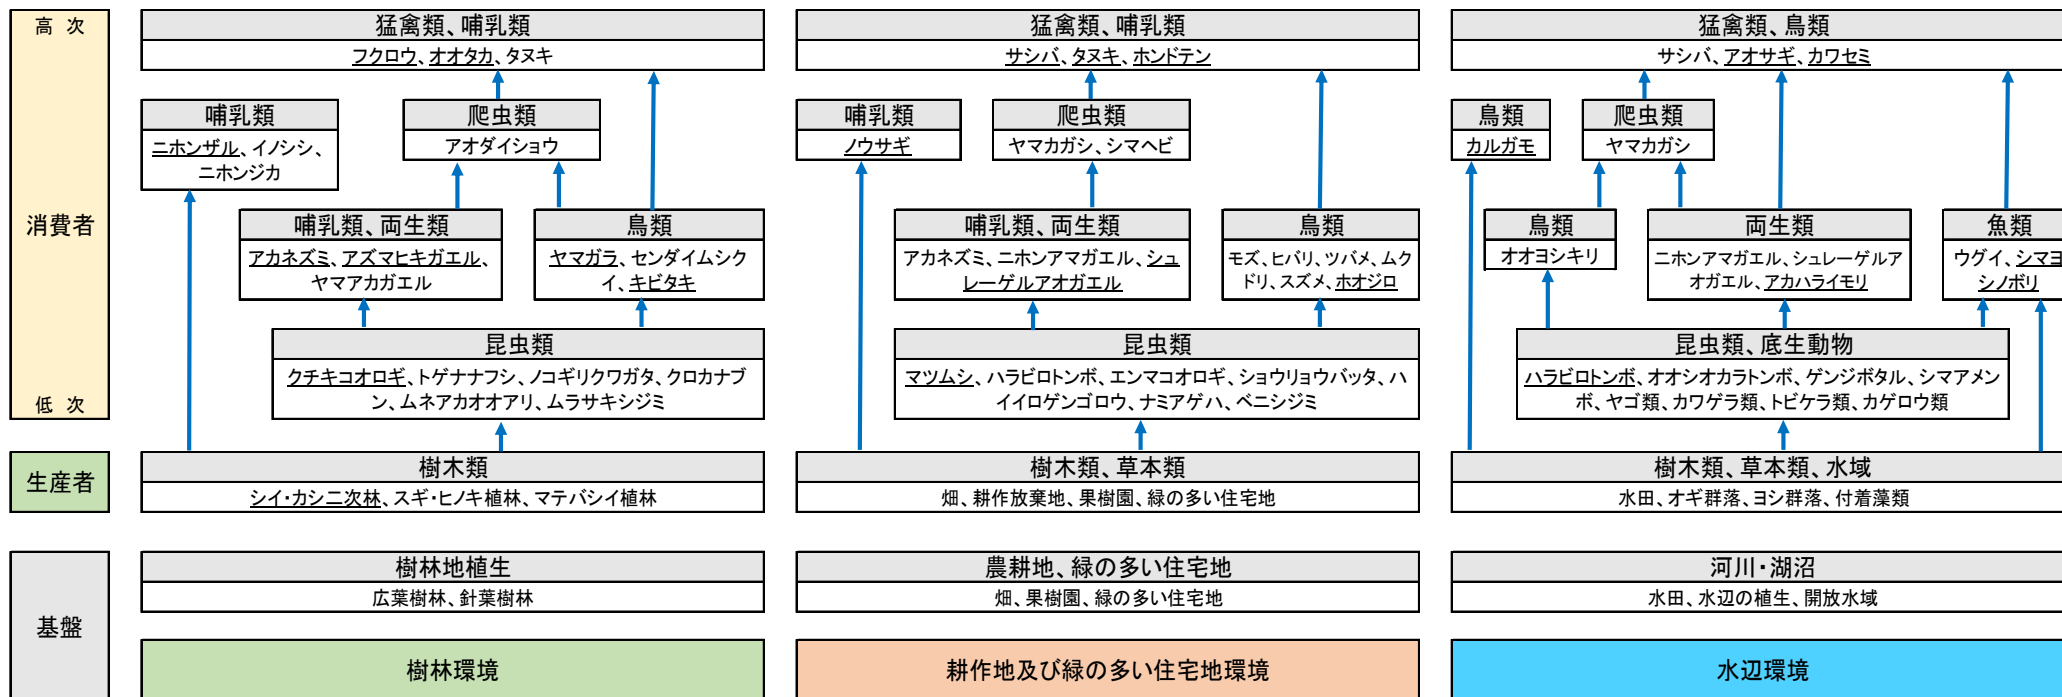 高 次
消費者
低 次
生産者
基盤
猛禽類、哺乳類
フクロウ、オオタカ、タヌキ
哺乳類
ニホンザル、イノシシ、
ニホンジカ
爬虫類
アオダイショウ
哺乳類、両生類
アカネズミ、アズマヒキガエル、
ヤマアカガエル
鳥類
ヤマガラ、センダイムシク
イ、キビタキ
昆虫類
クチキコオロギ、トゲナナフシ、ノコギリクワガタ、クロカナブ
ン、ムネアカオオアリ、ムラサキシジミ
樹木類
シイ・カシ二次林、スギ・ヒノキ植林、マテバシイ植林
樹林地植生
広葉樹林、針葉樹林
樹林環境
猛禽類、哺乳類
サシバ、タヌキ、ホンドテン
哺乳類
ノウサギ
爬虫類
ヤマカガシ、シマヘビ
哺乳類、両生類
アカネズミ、ニホンアマガエル、シュ
レーゲルアオガエル
鳥類
モズ、ヒバリ、ツバメ、ムク
ドリ、スズメ、ホオジロ
昆虫類
マツムシ、ハラビロトンボ、エンマコオロギ、ショウリョウバッタ、ハ
イイロゲンゴロウ、ナミアゲハ、ベニシジミ
樹木類、草本類
畑、耕作放棄地、果樹園、緑の多い住宅地
農耕地、緑の多い住宅地
畑、果樹園、緑の多い住宅地
耕作地及び緑の多い住宅地環境
猛禽類、鳥類
サシバ、アオサギ、カワセミ
鳥類
カルガモ
爬虫類
ヤマカガシ
鳥類
オオヨシキリ
両生類
ニホンアマガエル、シュレーゲルア
オガエル、アカハライモリ
魚類
ウグイ、シマヨ
シノボリ
昆虫類、底生動物
ハラビロトンボ、オオシオカラトンボ、ゲンジボタル、シマアメン
ボ、ヤゴ類、カワゲラ類、トビケラ類、カゲロウ類
樹木類、草本類、水域
水田、オギ群落、ヨシ群落、付着藻類
河川・湖沼
水田、水辺の植生、開放水域
水辺環境